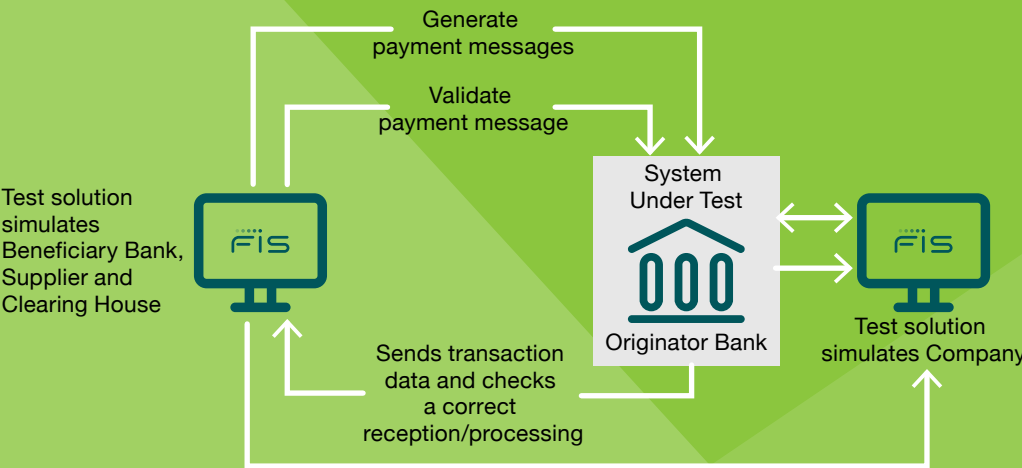 Generate
payment messages
Validate
payment message
Test solution
simulates
Beneficiary Bank,
Supplier and
Clearing House
FIS
System
Under Test
Originator Bank
FIS
Test solution
simulates Company
Sends transaction
data and checks
a correct
reception/processing